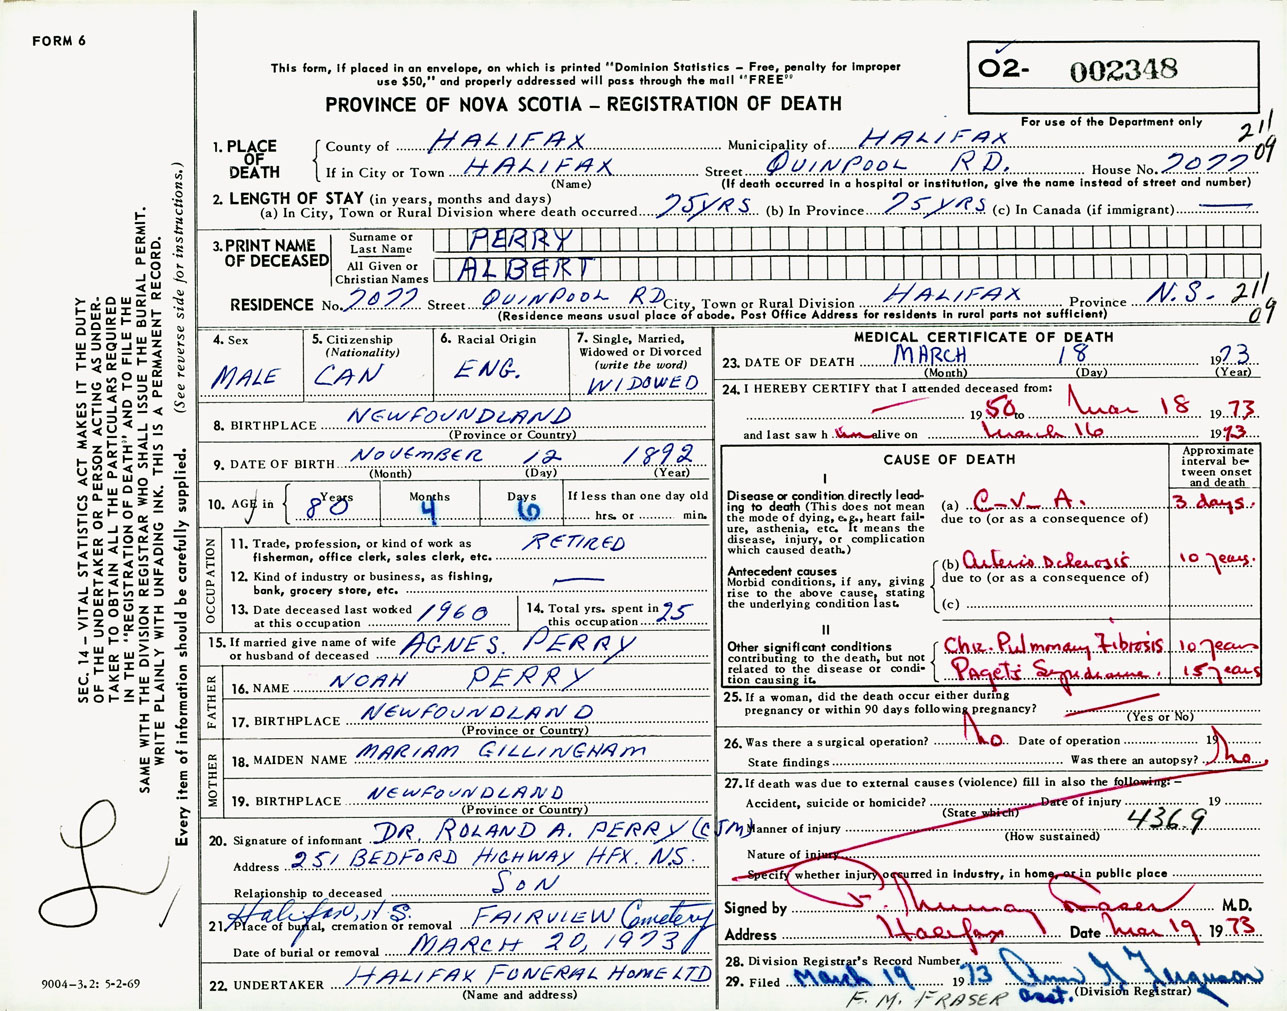 FORM 6
This form, if placed in an envelope, on which is printed "Dominion Statistics – Free, penalty for improper
use $50," and properly addressed will pass through the mail "FREE"
PROVINCE OF NOVA SCOTIA – REGISTRATION OF DEATH
O2- 002348
For use of the Department only
211
09
1. PLACE OF DEATH
County of HALIFAX Municipality of HALIFAX
If in City or Town HALIFAX Street QUINPOOL RD. House No. 7077
(Name) (If death occurred in a hospital or institution, give the name instead of street and number)
2. LENGTH OF STAY (in years, months and days)
(a) In City, Town or Rural Division where death occurred 75 YRS (b) In Province 75 YRS (c) In Canada (if immigrant) —
3. PRINT NAME OF DECEASED
Surname or Last Name PERRY
All Given or Christian Names ALBERT
RESIDENCE No. 7077 Street QUINPOOL RD City, Town or Rural Division HALIFAX Province N.S. 211
09
(Residence means usual place of abode. Post Office Address for residents in rural parts not sufficient)
4. Sex
MALE
5. Citizenship
(Nationality)
CAN
6. Racial Origin
ENG.
7. Single, Married,
Widowed or Divorced
(write the word)
WIDOWED
8. BIRTHPLACE NEWFOUNDLAND
(Province or Country)
9. DATE OF BIRTH NOVEMBER 12 1892
(Month) (Day) (Year)
10. AGE in Years 80 Months 4 Days 6 If less than one day old
hrs. or min.
OCCUPATION
11. Trade, profession, or kind of work as
fisherman, office clerk, sales clerk, etc. RETIRED
12. Kind of industry or business, as fishing,
bank, grocery store, etc. —
13. Date deceased last worked
at this occupation 1960
14. Total yrs. spent in
this occupation 25
15. If married give name of wife
or husband of deceased AGNES PERRY
FATHER
16. NAME NOAH PERRY
17. BIRTHPLACE NEWFOUNDLAND
(Province or Country)
MOTHER
18. MAIDEN NAME MARIAM GILLINGHAM
19. BIRTHPLACE NEWFOUNDLAND
(Province or Country)
20. Signature of informant DR. ROLAND A. PERRY (CJM)
Address 251 BEDFORD HIGHWAY HFX. N.S.
Relationship to deceased SON
Halifax, N.S.
21. Place of burial, cremation or removal FAIRVIEW Cemetery
Date of burial or removal MARCH 20, 1973
22. UNDERTAKER HALIFAX FUNERAL HOME LTD
(Name and address)
MEDICAL CERTIFICATE OF DEATH
23. DATE OF DEATH MARCH 18 1973
(Month) (Day) (Year)
24. I HEREBY CERTIFY that I attended deceased from:
— 1950 to Mar 18 1973
and last saw him alive on March 16 1973
CAUSE OF DEATH
Approximate
interval be-
tween onset
and death
I
Disease or condition directly lead-
ing to death (This does not mean
the mode of dying, e.g., heart fail-
ure, asthenia, etc. It means the
disease, injury, or complication
which caused death.)
(a) C-V-A. 3 days.
due to (or as a consequence of)
Antecedent causes
Morbid conditions, if any, giving
rise to the above cause, stating
the underlying condition last.
(b) Arterio Sclerosis 10 years.
due to (or as a consequence of)
(c)
II
Other significant conditions
contributing to the death, but not
related to the disease or condi-
tion causing it.
Chr. Pulmonary Fibrosis 10 years
Pagets Syndrome. 15 years
25. If a woman, did the death occur either during
pregnancy or within 90 days following pregnancy?
(Yes or No)
26. Was there a surgical operation? no Date of operation 19
State findings Was there an autopsy? no
27. If death was due to external causes (violence) fill in also the following: –
Accident, suicide or homicide? Date of injury 19
(State which)
Manner of injury 436.9
(How sustained)
Nature of injury
Specify whether injury occurred in industry, in home, or in public place
Signed by Fraser M.D.
Address Halifax Date Mar 19 1973
28. Division Registrar's Record Number
29. Filed March 19 1973 Ann G Ferguson
Asst. (Division Registrar)
F. M. FRASER
SEC. 14 – VITAL STATISTICS ACT MAKES IT THE DUTY
OF THE UNDERTAKER OR PERSON ACTING AS UNDER-
TAKER TO OBTAIN ALL THE PARTICULARS REQUIRED
IN THE "REGISTRATION OF DEATH" AND TO FILE THE
SAME WITH THE DIVISION REGISTRAR WHO SHALL ISSUE THE BURIAL PERMIT.
WRITE PLAINLY WITH UNFADING INK. THIS IS A PERMANENT RECORD.
Every item of information should be carefully supplied. (See reverse side for instructions.)
9004-3.2: 5-2-69